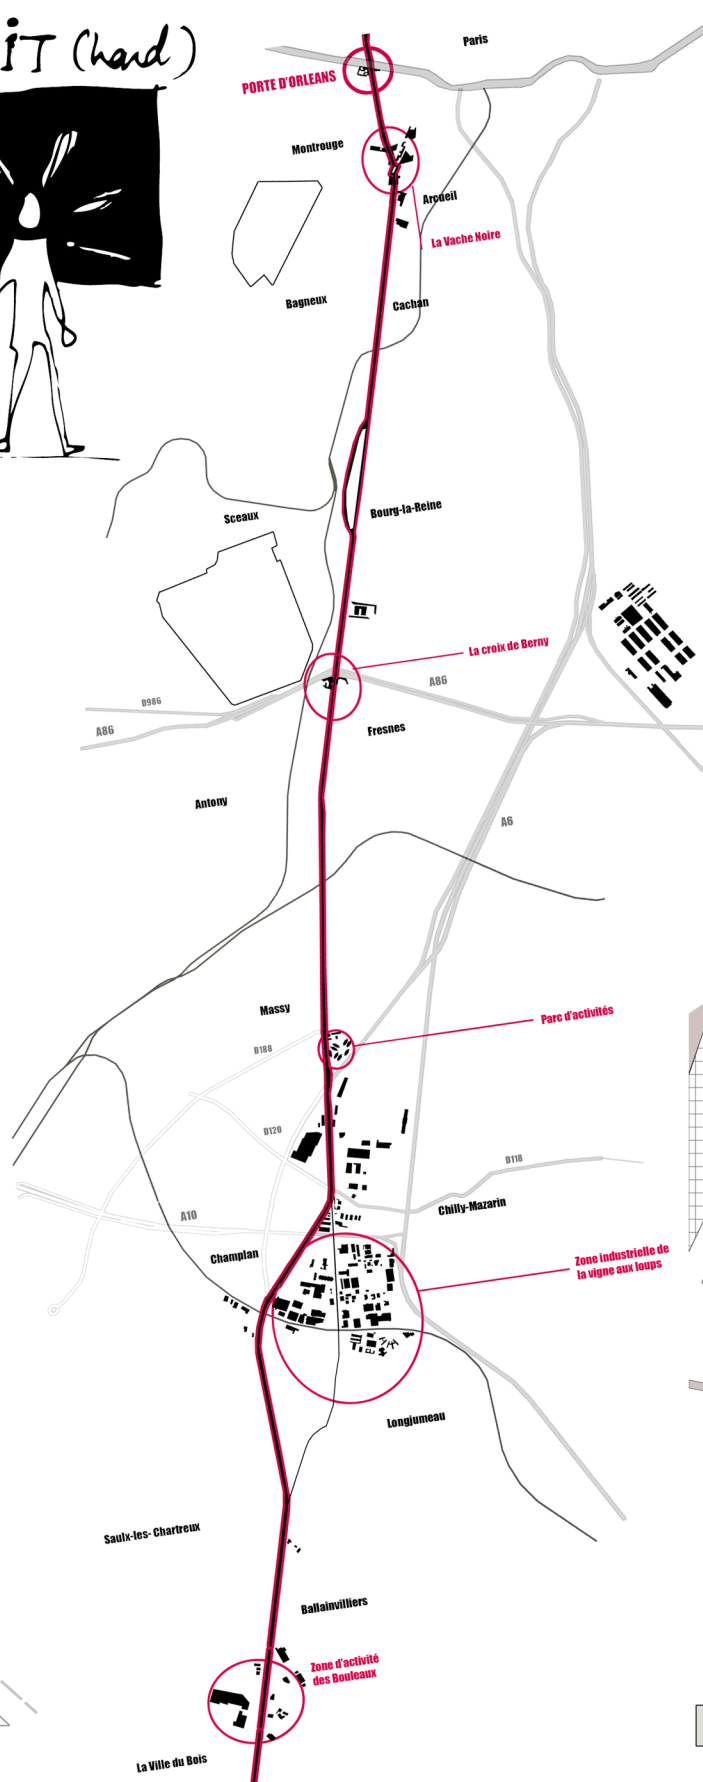 iT (hard)
Paris
PORTE D'ORLEANS
Montrouge
Arcueil
La Vache Noire
Bagneux
Cachan
Bourg-la-Reine
Sceaux
La croix de Berny
A86
D986
A86
Fresnes
Antony
A6
Massy
Parc d'activités
D188
D120
D118
Chilly-Mazarin
A10
Champlan
Zone industrielle de
la vigne aux loups
Longjumeau
Saulx-les- Chartreux
Ballainvilliers
Zone d'activité
des Bouleaux
La Ville du Bois